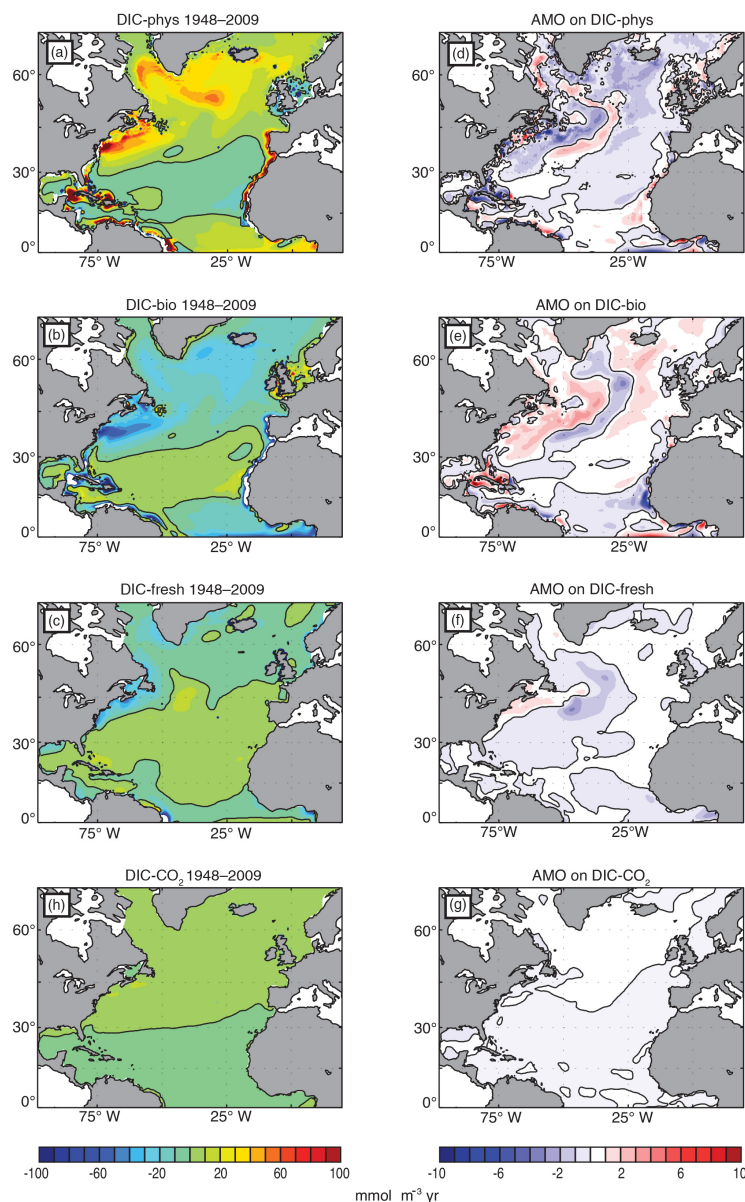 DIC-phys 1948–2009
(a)
60°
30°
0°
75° W
25° W
AMO on DIC-phys
(d)
60°
30°
0°
75° W
25° W
DIC-bio 1948–2009
(b)
60°
30°
0°
75° W
25° W
AMO on DIC-bio
(e)
60°
30°
0°
75° W
25° W
DIC-fresh 1948–2009
(c)
60°
30°
0°
75° W
25° W
AMO on DIC-fresh
(f)
60°
30°
0°
75° W
25° W
DIC-CO₂ 1948–2009
(h)
60°
30°
0°
75° W
25° W
AMO on DIC-CO₂
(g)
60°
30°
0°
75° W
25° W
-100 -60 -20 20 60 100
-10 -6 -2 2 6 10
mmol m⁻³ yr